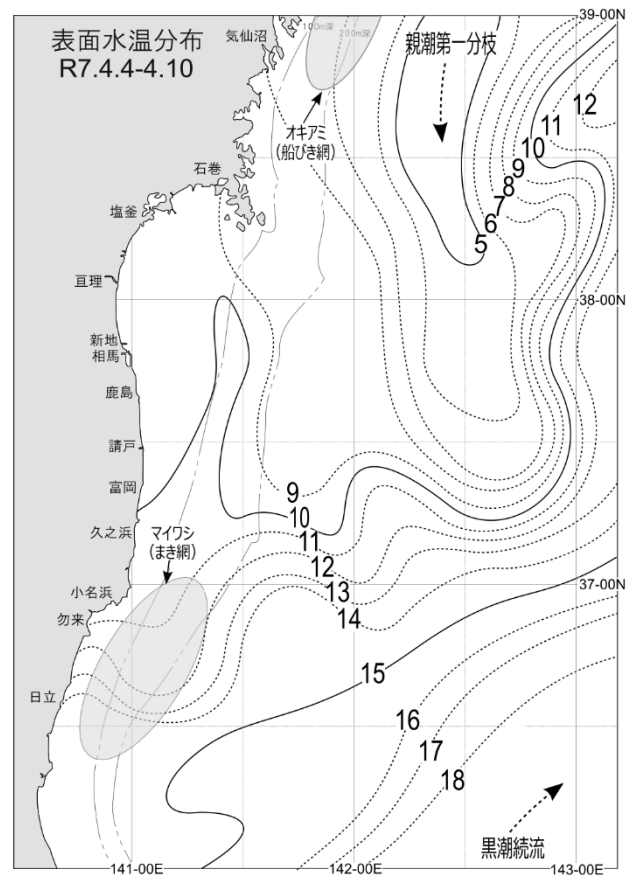 表面水温分布
R7.4.4-4.10
気仙沼
100m深
200m深
親潮第一分枝
39-00N
12
11
10
9
8
7
6
5
オキアミ
(船びき網)
石巻
塩釜
亘理
38-00N
新地
相馬
鹿島
請戸
富岡
久之浜
マイワシ
(まき網)
9
10
11
12
13
14
37-00N
小名浜
勿来
日立
15
16
17
18
黒潮続流
141-00E
142-00E
143-00E